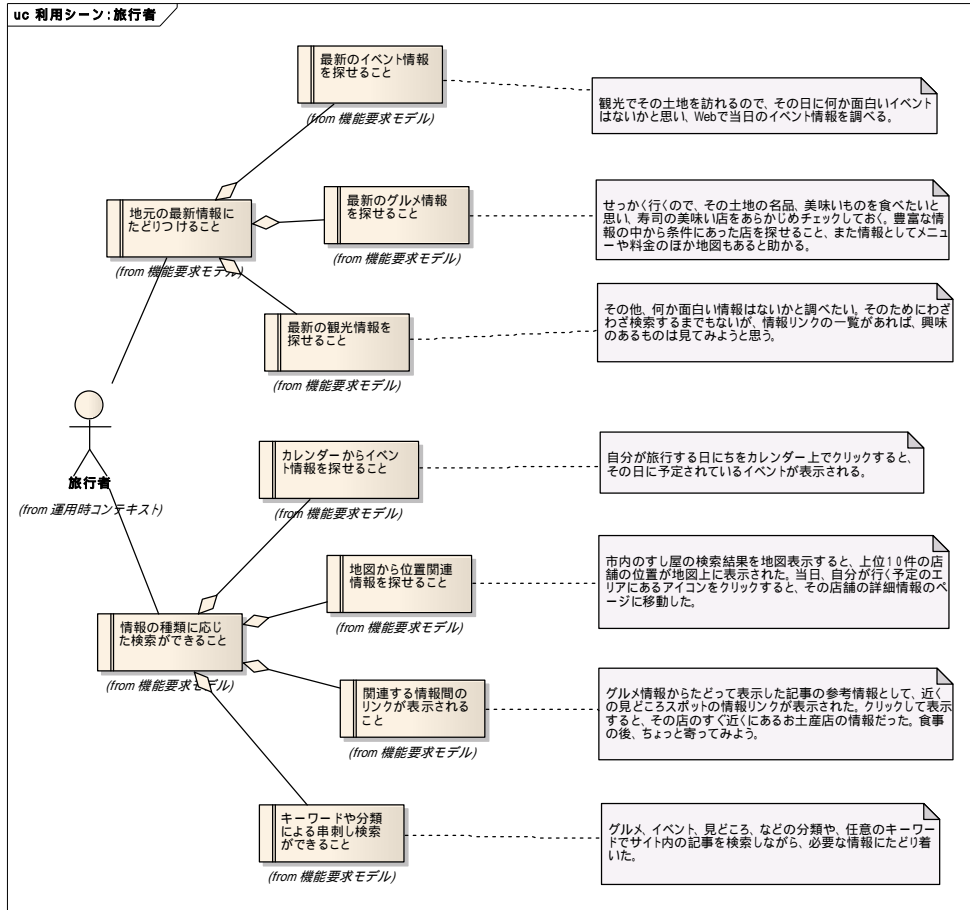 uc 利用シーン:旅行者
最新のイベント情報
を探せること
(from 機能要求モデル)
観光でその土地を訪れるので、その日に何か面白いイベント
はないかと思い、Webで当日のイベント情報を調べる。
地元の最新情報に
たどりつけること
(from 機能要求モデル)
最新のグルメ情報
を探せること
(from 機能要求モデル)
せっかく行くので、その土地の名品、美味いものを食べたいと
思い、寿司の美味い店をあらかじめチェックしておく。豊富な情
報の中から条件にあった店を探せること、また情報としてメニュ
ーや料金のほか地図もあると助かる。
最新の観光情報を
探せること
(from 機能要求モデル)
その他、何か面白い情報はないかと調べたい。そのためにわざ
わざ検索するまでもないが、情報リンクの一覧があれば、興味
のあるものは見てみようと思う。
旅行者
(from 運用時コンテキスト)
カレンダーからイベン
ト情報を探せること
(from 機能要求モデル)
自分が旅行する日にちをカレンダー上でクリックすると、
その日に予定されているイベントが表示される。
地図から位置関連
情報を探せること
(from 機能要求モデル)
市内のすし屋の検索結果を地図表示すると、上位10件の店
舗の位置が地図上に表示された。当日、自分が行く予定のエ
リアにあるアイコンをクリックすると、その店舗の詳細情報のペ
ージに移動した。
情報の種類に応じ
た検索ができること
(from 機能要求モデル)
関連する情報間の
リンクが表示される
こと
(from 機能要求モデル)
グルメ情報からたどって表示した記事の参考情報として、近く
の見どころスポットの情報リンクが表示された。クリックして表示
すると、その店のすぐ近くにあるお土産店の情報だった。食事
の後、ちょっと寄ってみよう。
キーワードや分類
による串刺し検索
ができること
(from 機能要求モデル)
グルメ、イベント、見どころ、などの分類や、任意のキーワー
ドでサイト内の記事を検索しながら、必要な情報にたどり着
いた。